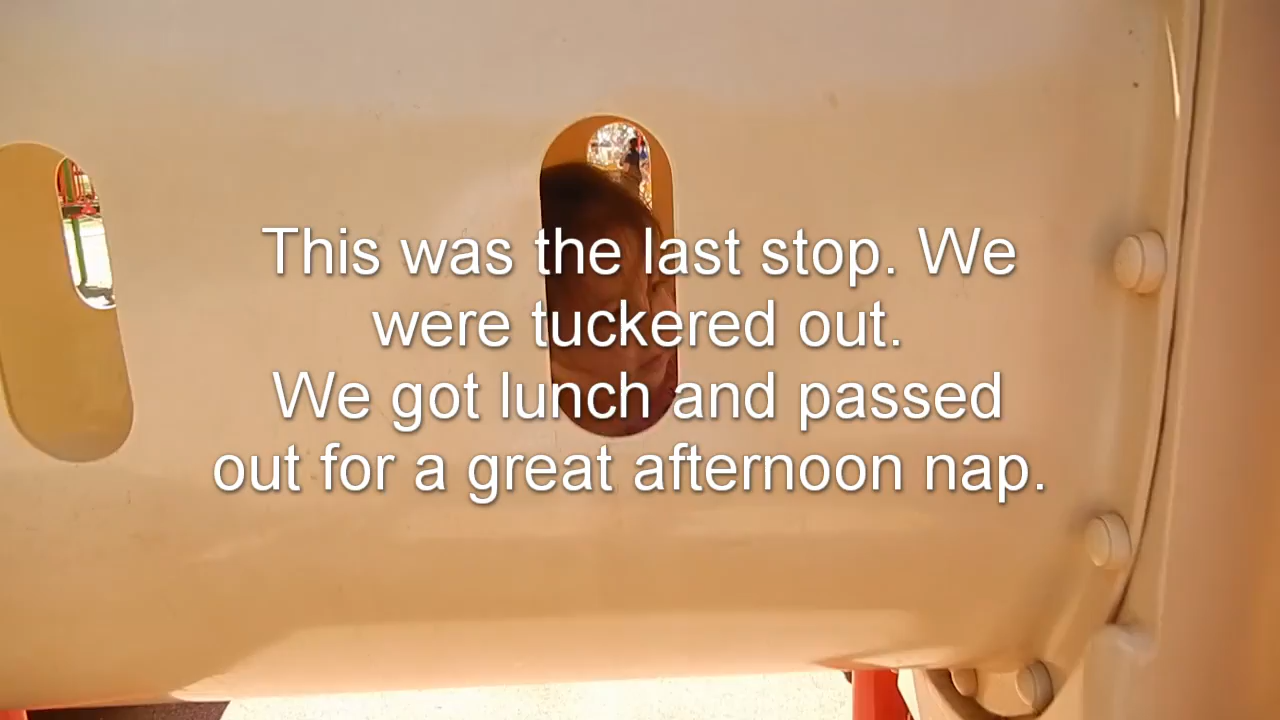 This was the last stop. We
were tuckered out.
We got lunch and passed
out for a great afternoon nap.